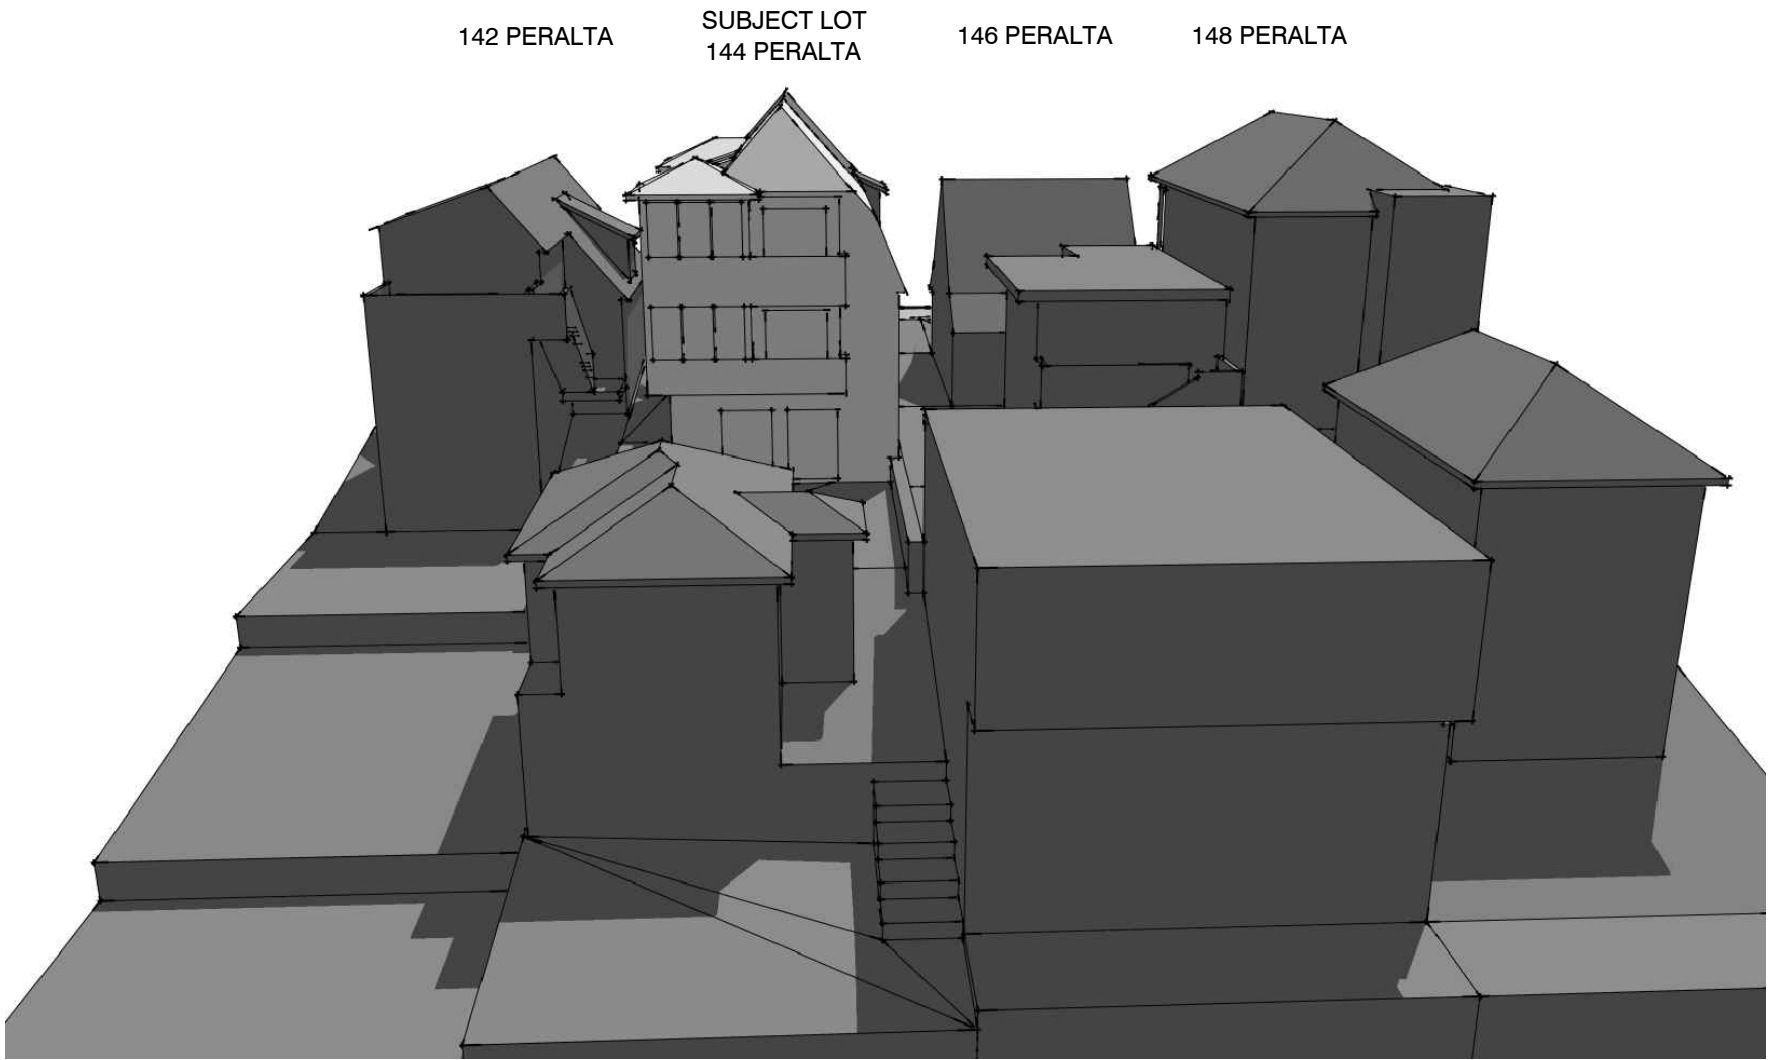 142 PERALTA
SUBJECT LOT
144 PERALTA
146 PERALTA
148 PERALTA